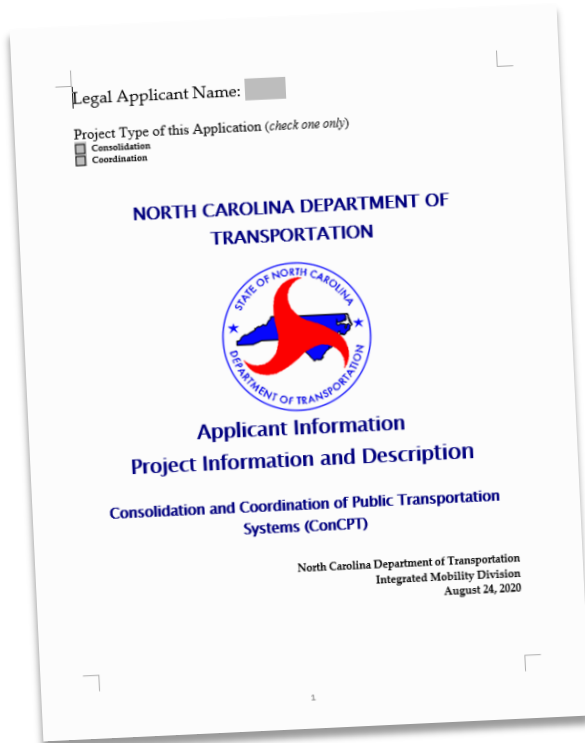 Legal Applicant Name:
Project Type of this Application (check one only)
Consolidation
Coordination
NORTH CAROLINA DEPARTMENT OF
TRANSPORTATION
STATE OF NORTH CAROLINA
DEPARTMENT OF TRANSPORTATION
Applicant Information
Project Information and Description
Consolidation and Coordination of Public Transportation
Systems (ConCPT)
North Carolina Department of Transportation
Integrated Mobility Division
August 24, 2020
1